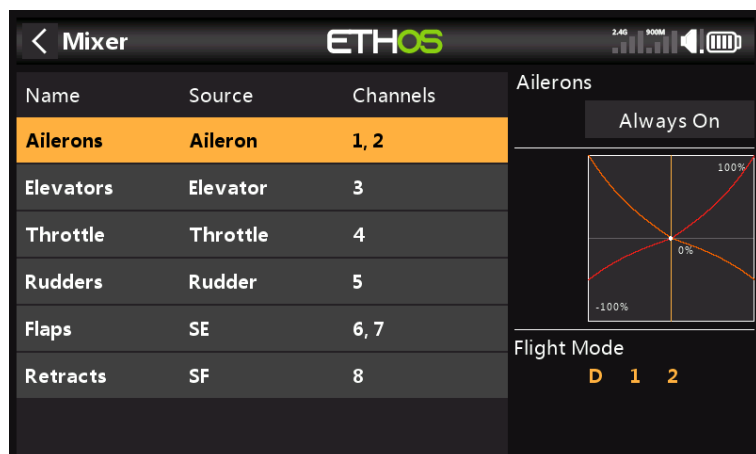 Mixer
ETHOS
2.4G 900M
Name Source Channels
Ailerons Aileron 1, 2
Elevators Elevator 3
Throttle Throttle 4
Rudders Rudder 5
Flaps SE 6, 7
Retracts SF 8
Ailerons
Always On
100%
0%
-100%
Flight Mode
D 1 2